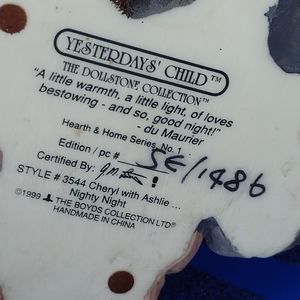 YESTERDAYS' CHILD™
THE DOLLSTONE COLLECTION™
"A little warmth, a little light, of loves
bestowing - and so, good night!"
- du Maurier
Hearth & Home Series, No. 1
Edition / pc # 5E/1486
Certified By:
STYLE # 3544 Cheryl with Ashlie ...
Nighty Night
©1999 THE BOYDS COLLECTION LTD®
HANDMADE IN CHINA